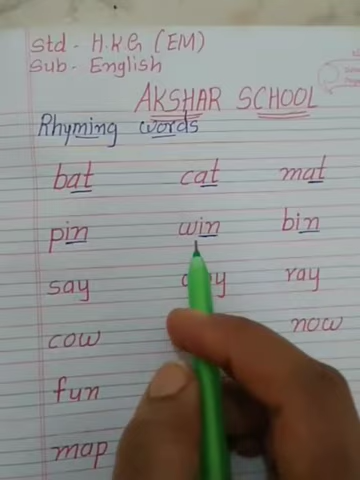 Std - H.K.G (EM)
Sub - English
AKSHAR SCHOOL
Rhyming words
bat cat mat
pin win bin
say ray
cow now
fun
map